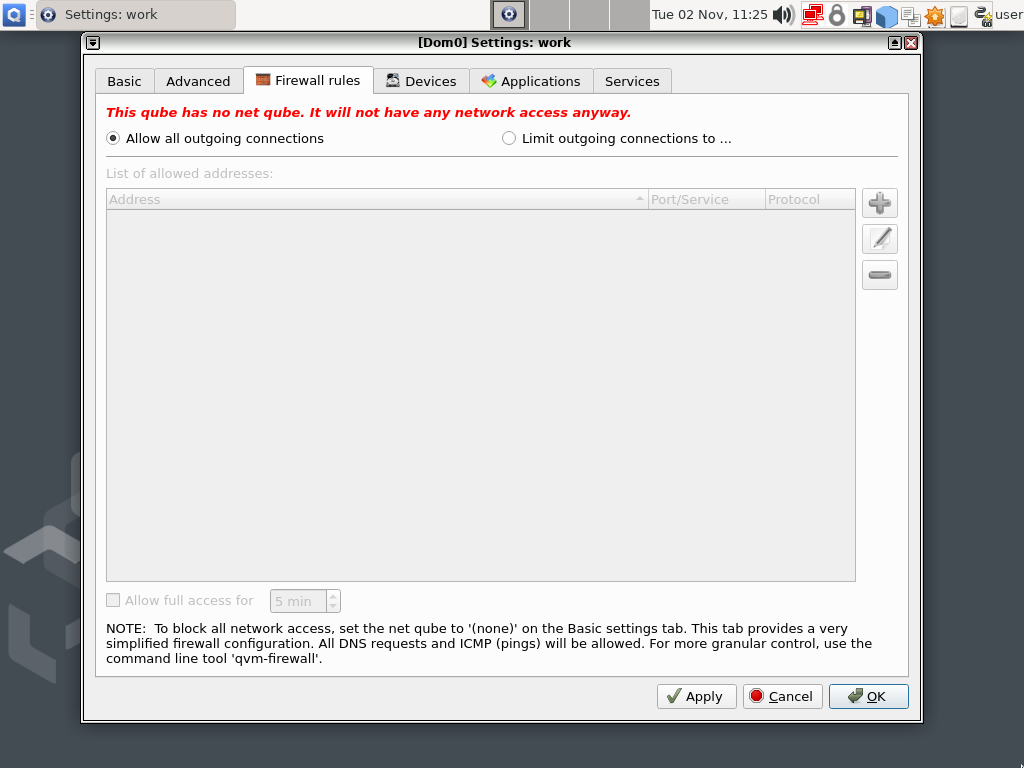 Settings: work
Tue 02 Nov, 11:25
user
[Dom0] Settings: work
Basic
Advanced
Firewall rules
Devices
Applications
Services
This qube has no net qube. It will not have any network access anyway.
Allow all outgoing connections
Limit outgoing connections to ...
List of allowed addresses:
Address
Port/Service
Protocol
Allow full access for
5 min
NOTE:  To block all network access, set the net qube to '(none)' on the Basic settings tab. This tab provides a very
simplified firewall configuration. All DNS requests and ICMP (pings) will be allowed. For more granular control, use the
command line tool 'qvm-firewall'.
Apply
Cancel
OK